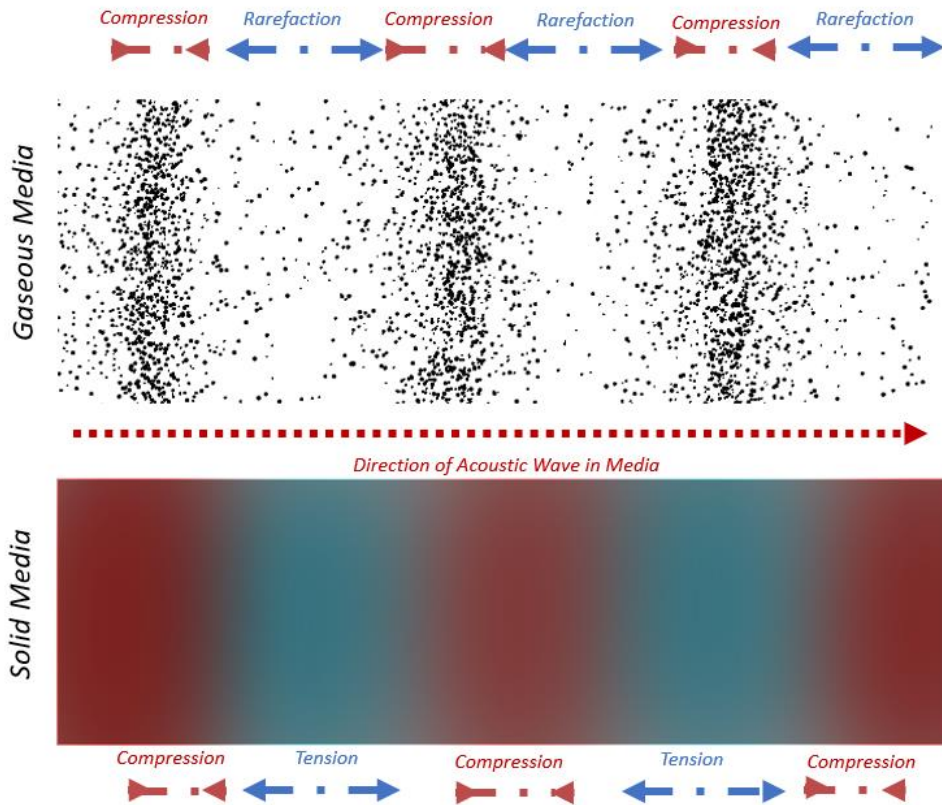 Compression Rarefaction Compression Rarefaction Compression Rarefaction
Gaseous Media
Direction of Acoustic Wave in Media
Solid Media
Compression Tension Compression Tension Compression